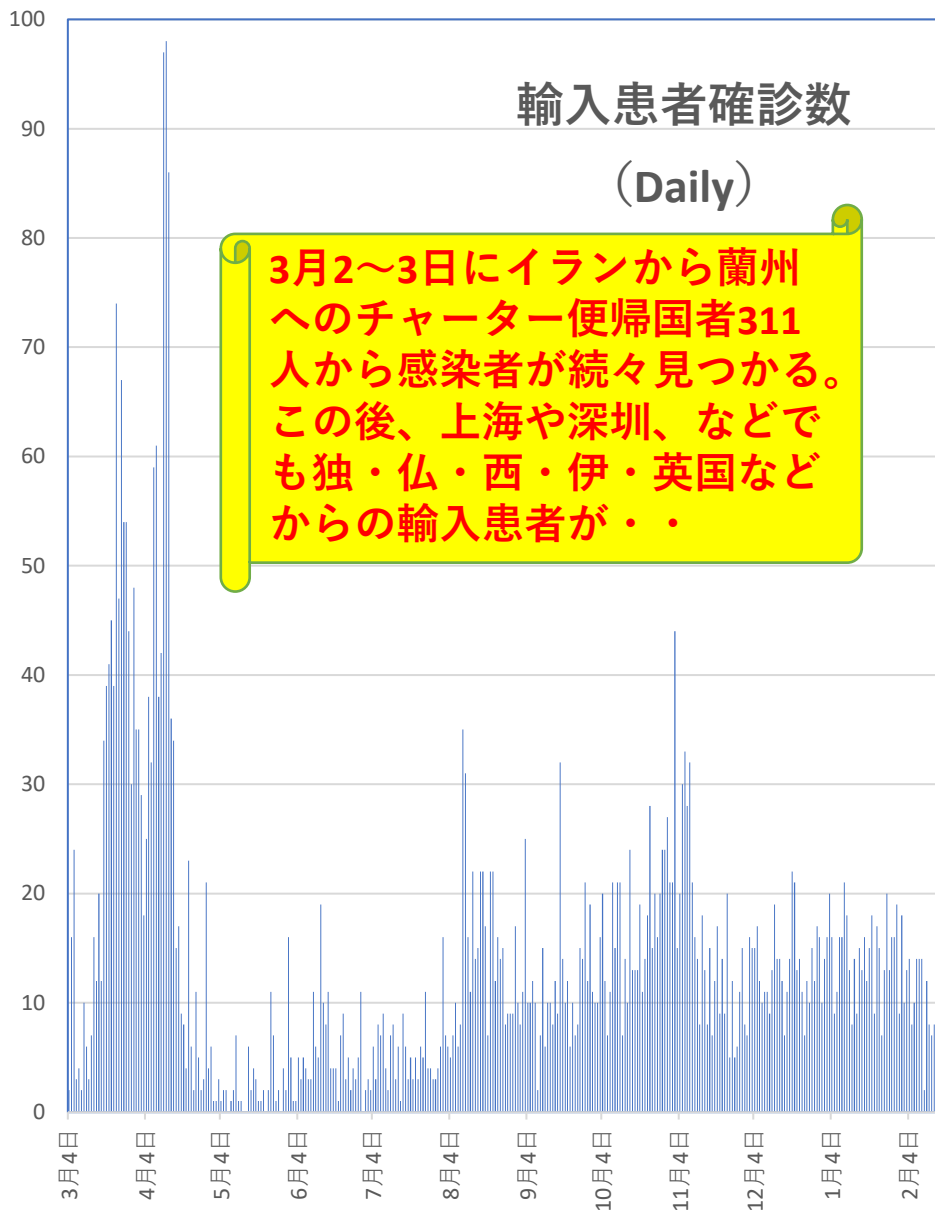 輸入患者確診数
（Daily）
3月2～3日にイランから蘭州
へのチャーター便帰国者311
人から感染者が続々見つかる。
この後、上海や深圳、などで
も独・仏・西・伊・英国など
からの輸入患者が・・
100
90
80
70
60
50
40
30
20
10
0
3月4日
4月4日
5月4日
6月4日
7月4日
8月4日
9月4日
10月4日
11月4日
12月4日
1月4日
2月4日